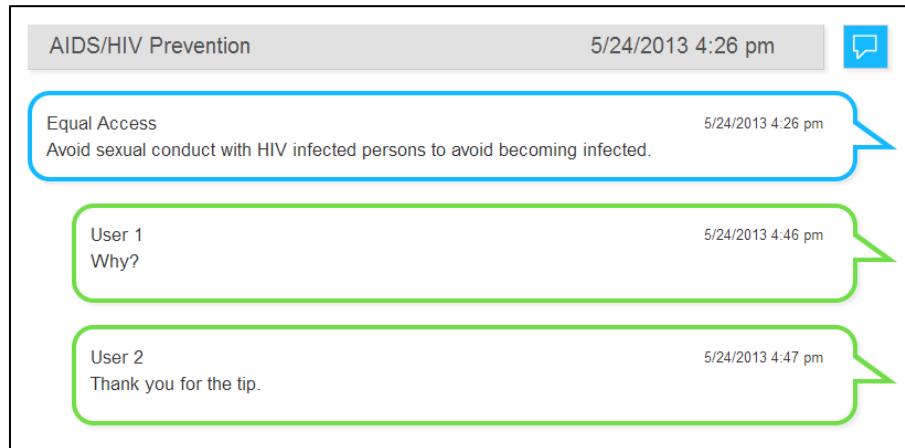 AIDS/HIV Prevention 5/24/2013 4:26 pm
Equal Access 5/24/2013 4:26 pm
Avoid sexual conduct with HIV infected persons to avoid becoming infected.
User 1 5/24/2013 4:46 pm
Why?
User 2 5/24/2013 4:47 pm
Thank you for the tip.